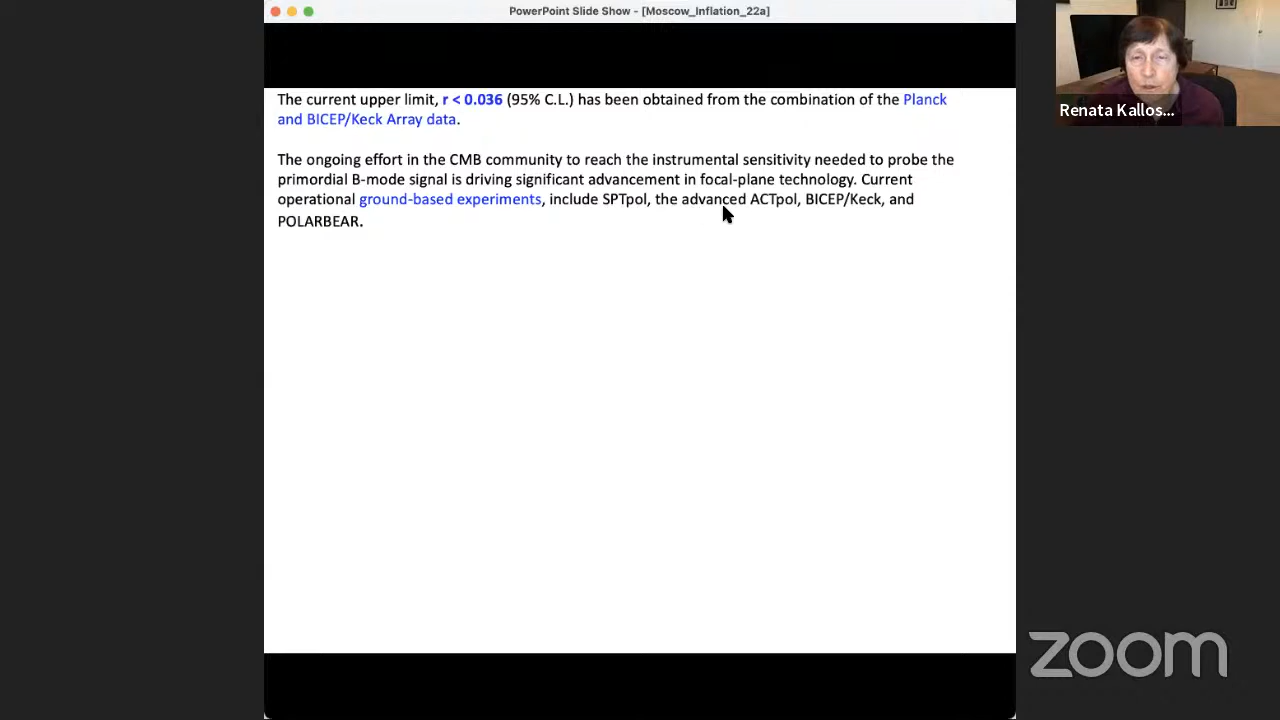 PowerPoint Slide Show - [Moscow_Inflation_22a]
The current upper limit, r < 0.036 (95% C.L.) has been obtained from the combination of the Planck
and BICEP/Keck Array data.
The ongoing effort in the CMB community to reach the instrumental sensitivity needed to probe the
primordial B-mode signal is driving significant advancement in focal-plane technology. Current
operational ground-based experiments, include SPTpol, the advanced ACTpol, BICEP/Keck, and
POLARBEAR.
Renata Kallos...
zoom